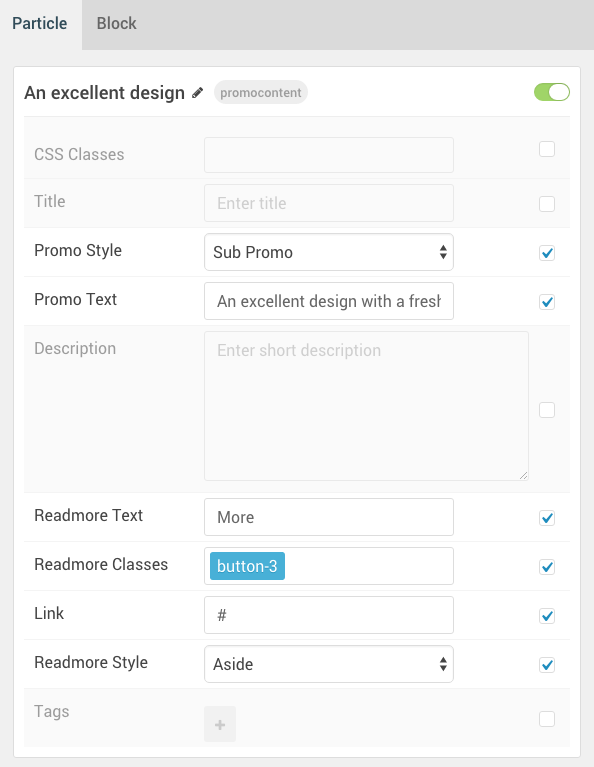 Particle Block
An excellent design promocontent
CSS Classes
Title Enter title
Promo Style Sub Promo
Promo Text An excellent design with a fresh
Description Enter short description
Readmore Text More
Readmore Classes button-3
Link #
Readmore Style Aside
Tags +